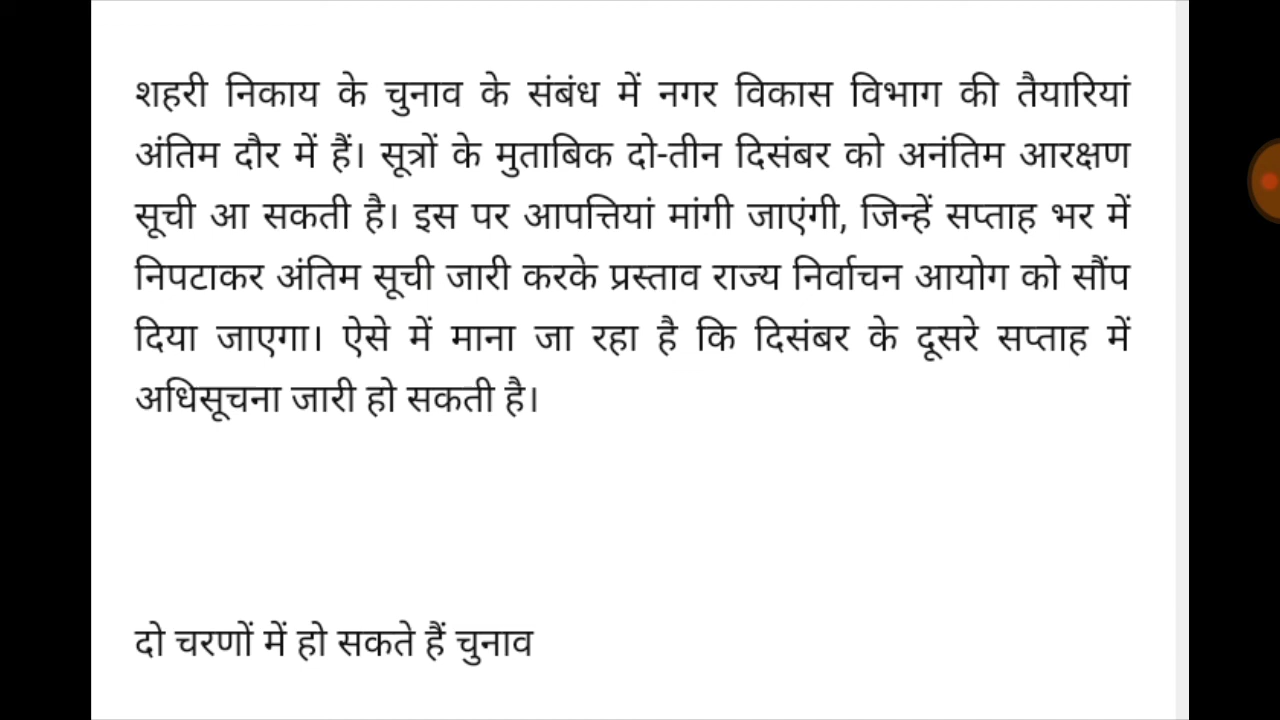 शहरी निकाय के चुनाव के संबंध में नगर विकास विभाग की तैयारियां
अंतिम दौर में हैं। सूत्रों के मुताबिक दो-तीन दिसंबर को अनंतिम आरक्षण
सूची आ सकती है। इस पर आपत्तियां मांगी जाएंगी, जिन्हें सप्ताह भर में
निपटाकर अंतिम सूची जारी करके प्रस्ताव राज्य निर्वाचन आयोग को सौंप
दिया जाएगा। ऐसे में माना जा रहा है कि दिसंबर के दूसरे सप्ताह में
अधिसूचना जारी हो सकती है।
दो चरणों में हो सकते हैं चुनाव